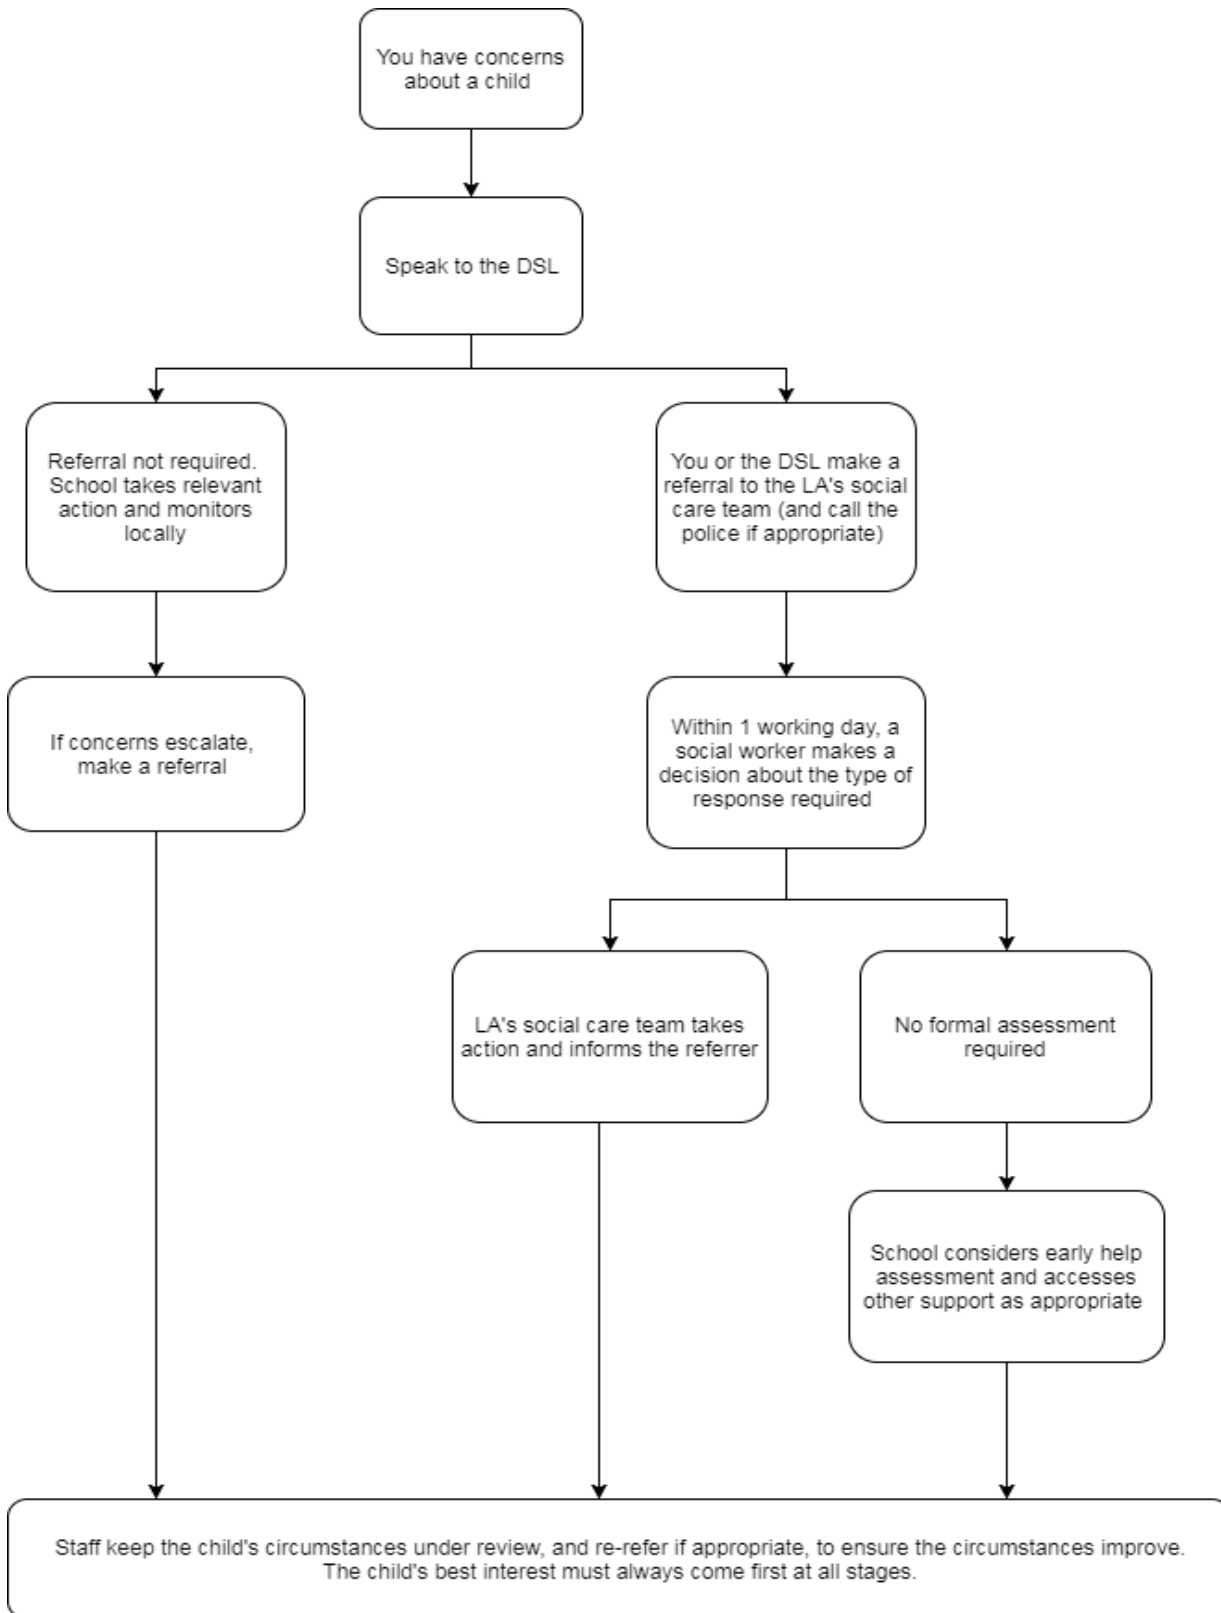 You have concerns
about a child
Speak to the DSL
Referral not required.
School takes relevant
action and monitors
locally
You or the DSL make a
referral to the LA's social
care team (and call the
police if appropriate)
If concerns escalate,
make a referral
Within 1 working day, a
social worker makes a
decision about the type of
response required
LA's social care team takes
action and informs the referrer
No formal assessment
required
School considers early help
assessment and accesses
other support as appropriate
Staff keep the child's circumstances under review, and re-refer if appropriate, to ensure the circumstances improve.
The child's best interest must always come first at all stages.